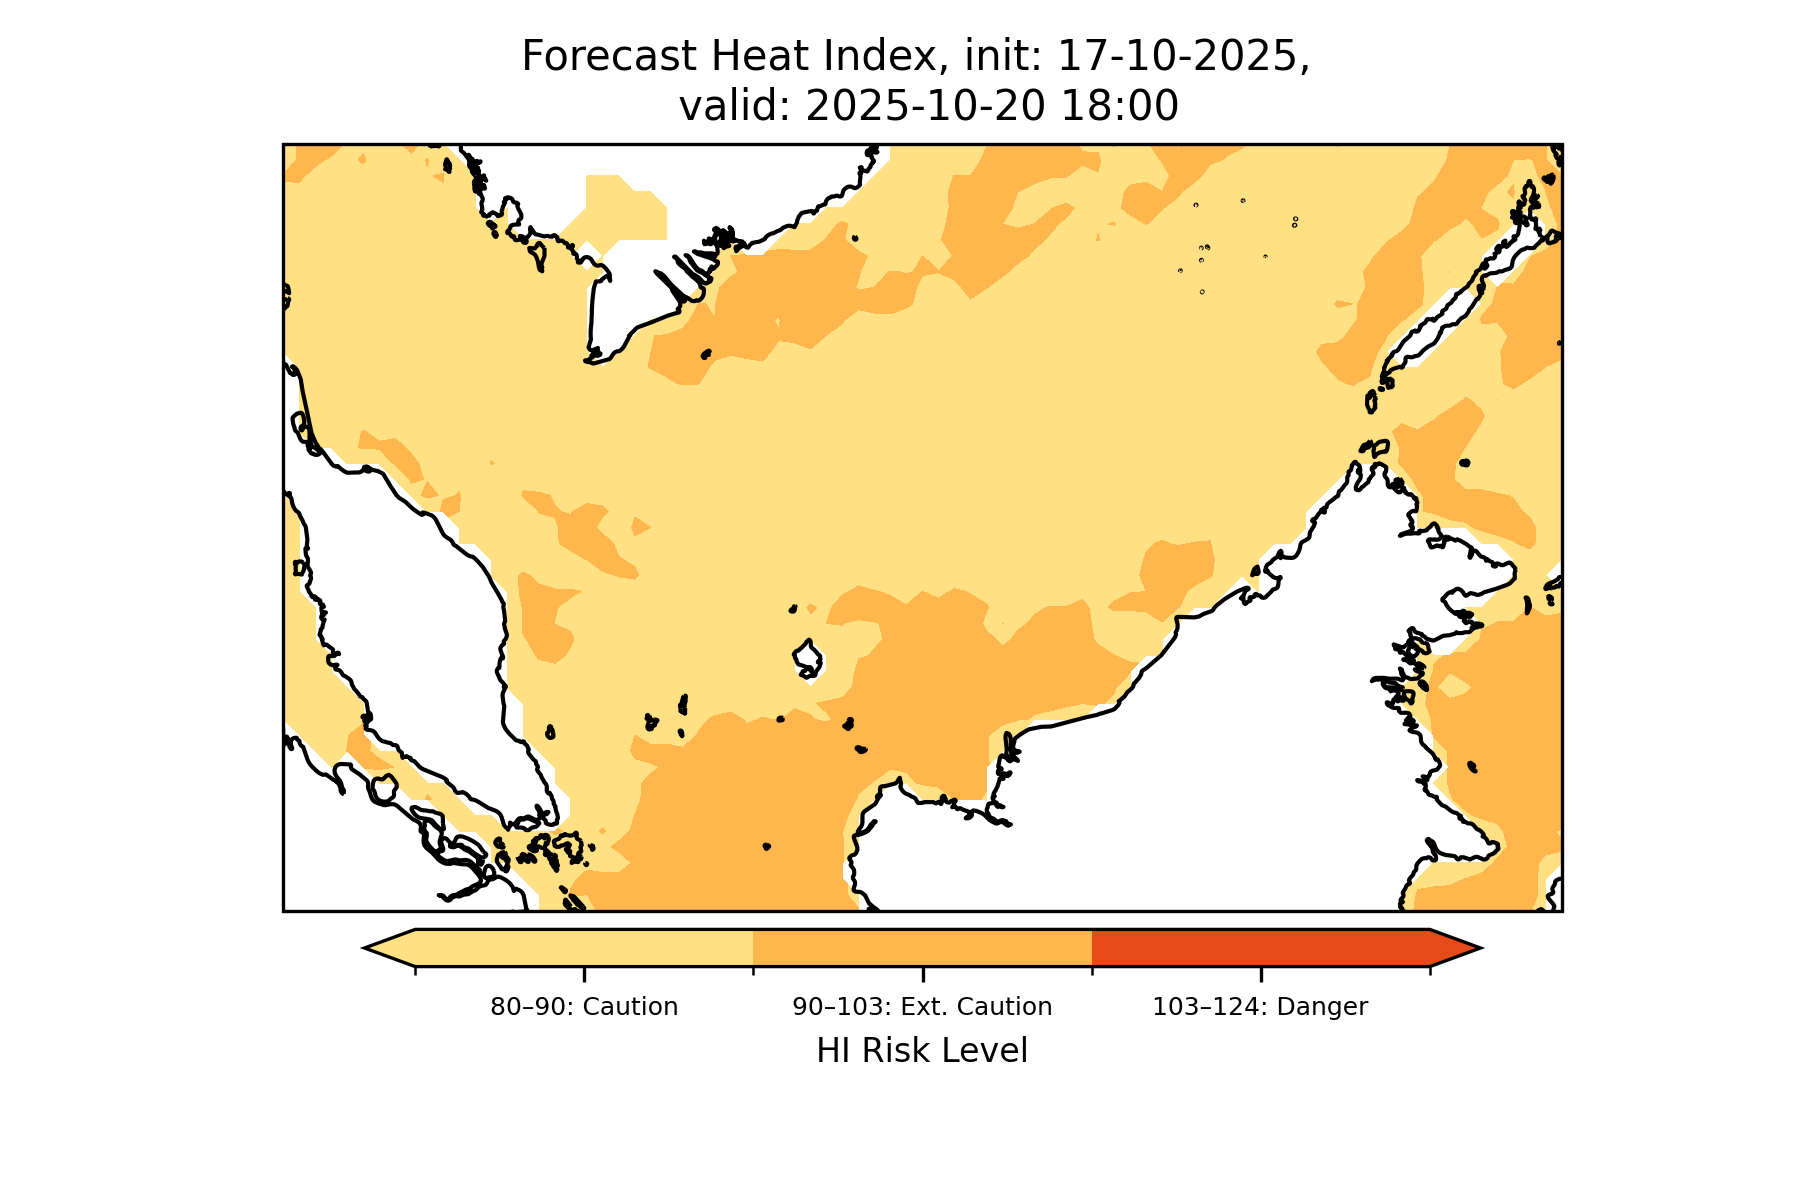 Forecast Heat Index, init: 17-10-2025,
valid: 2025-10-20 18:00
80–90: Caution
90–103: Ext. Caution
103–124: Danger
HI Risk Level